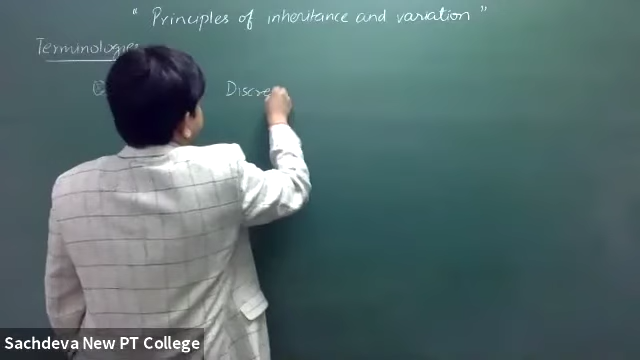 " Principles of inheritance and variation "
Terminologies
Discre
Sachdeva New PT College